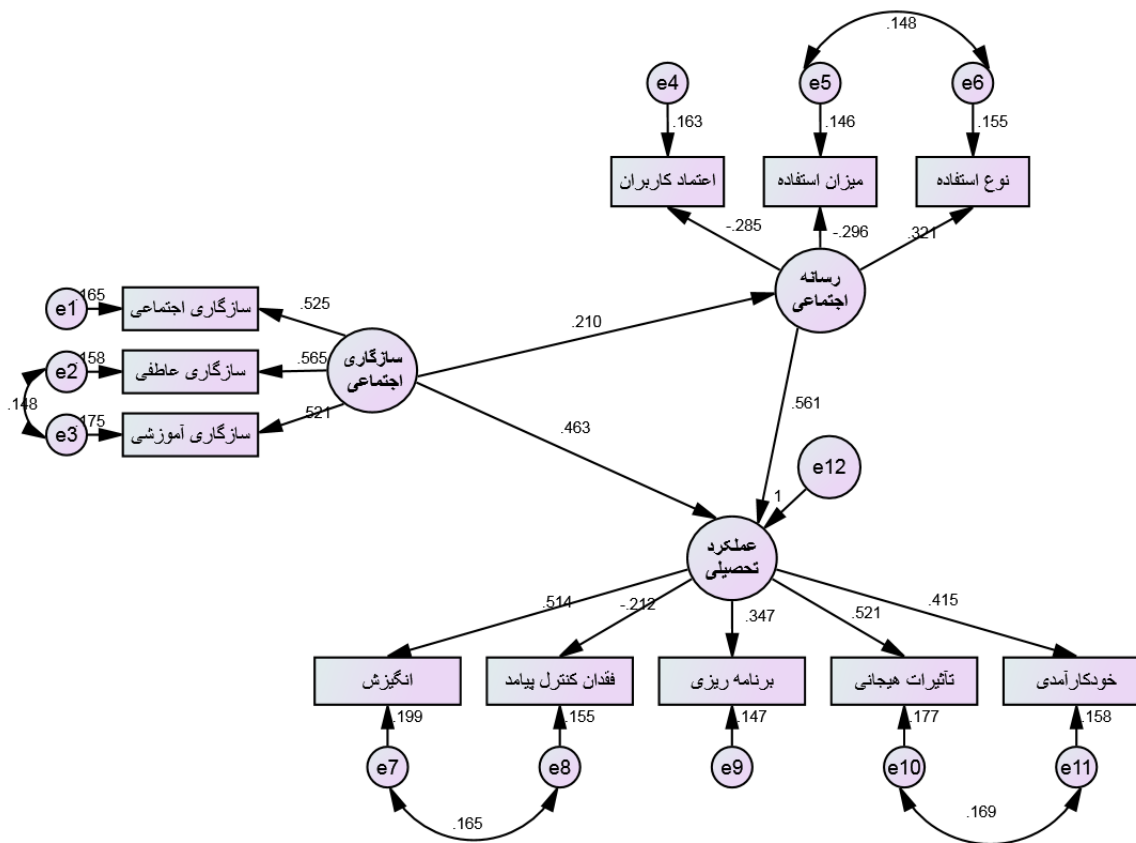 .148
e4
e5
e6
.163
.146
.155
اعتماد کاربران
میزان استفاده
نوع استفاده
-.285
-.296
.321
رسانه
اجتماعی
e1
.165
سازگاری اجتماعی
.525
.210
e2
.158
سازگاری عاطفی
.565
سازگاری
اجتماعی
.148
e3
.175
سازگاری آموزشی
.521
.463
.561
e12
1
عملکرد
تحصیلی
.514
-.212
.347
.521
.415
انگیزش
فقدان کنترل پیامد
برنامه ریزی
تآثیرات هیجانی
خودکارآمدی
.199
.155
.147
.177
.158
e7
e8
e9
e10
e11
.165
.169